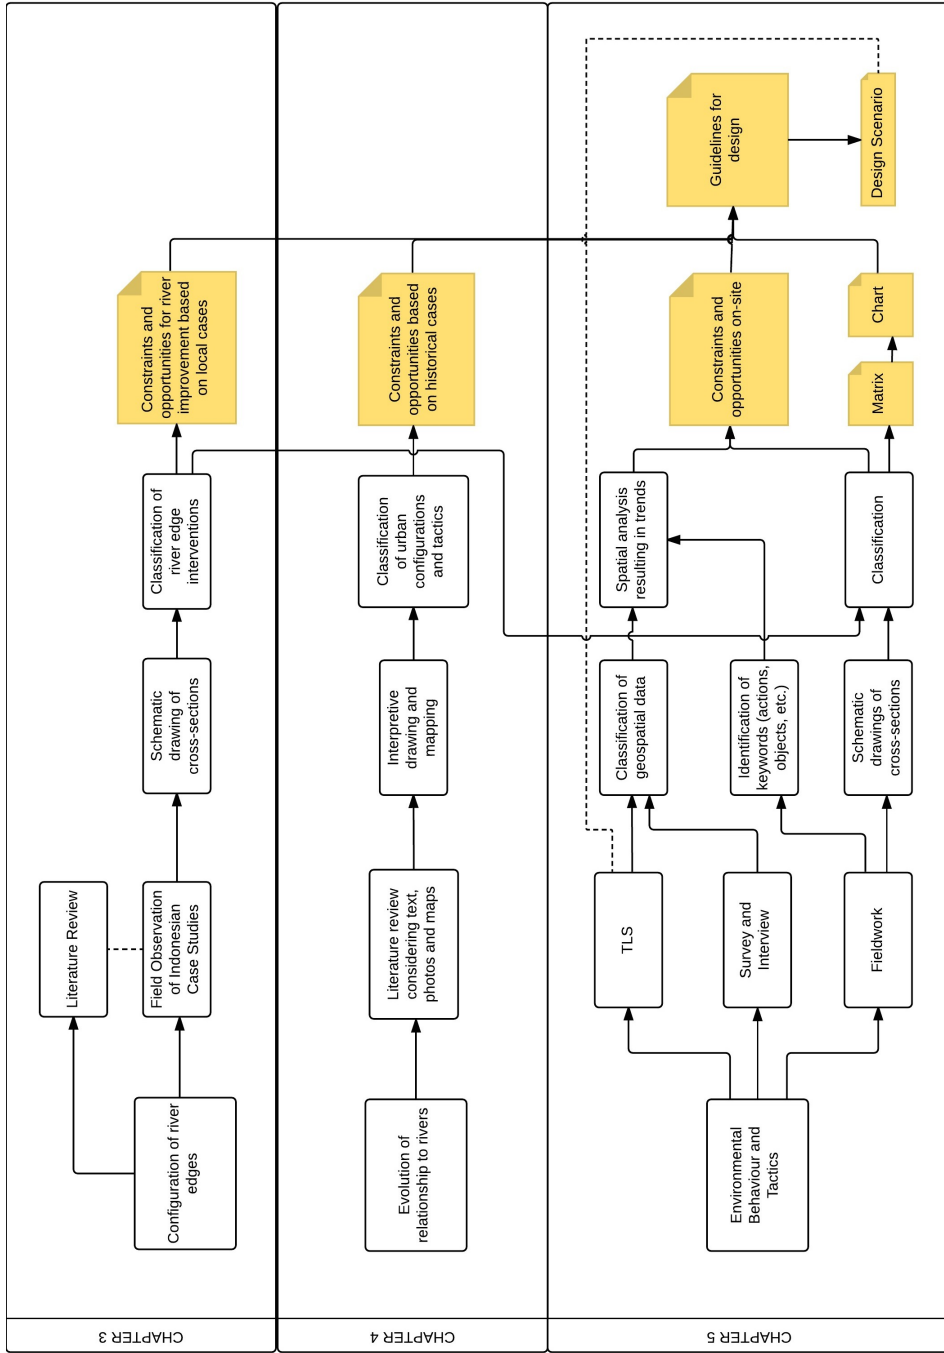 CHAPTER 3
Configuration of river
edges
Literature Review
Field Observation
of Indonesian
Case Studies
Schematic
drawing of
cross-sections
Classification of
river edge
interventions
Constraints and
opportunities for river
improvement based
on local cases
CHAPTER 4
Evolution of
relationship to rivers
Literature review
considering text,
photos and maps
Interpretive
drawing and
mapping
Classification
of urban
configurations
and tactics
Constraints and
opportunities based
on historical cases
CHAPTER 5
Environmental
Behaviour and
Tactics
TLS
Survey and
Interview
Fieldwork
Classification of
geospatial data
Identification of
keywords (actions,
objects, etc.)
Schematic
drawings of
cross-sections
Spatial analysis
resulting in trends
Classification
Constraints and
opportunities on-site
Matrix
Chart
Guidelines for
design
Design Scenario